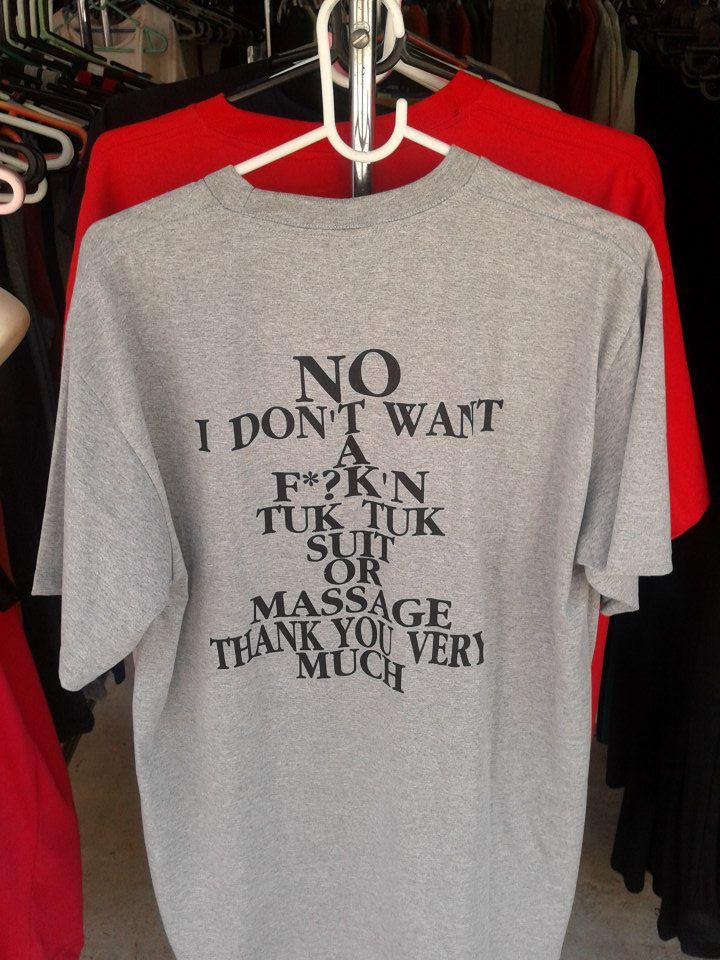 NO
I DON'T WANT
A
F*?K'N
TUK TUK
SUIT
OR
MASSAGE
THANK YOU VERY
MUCH